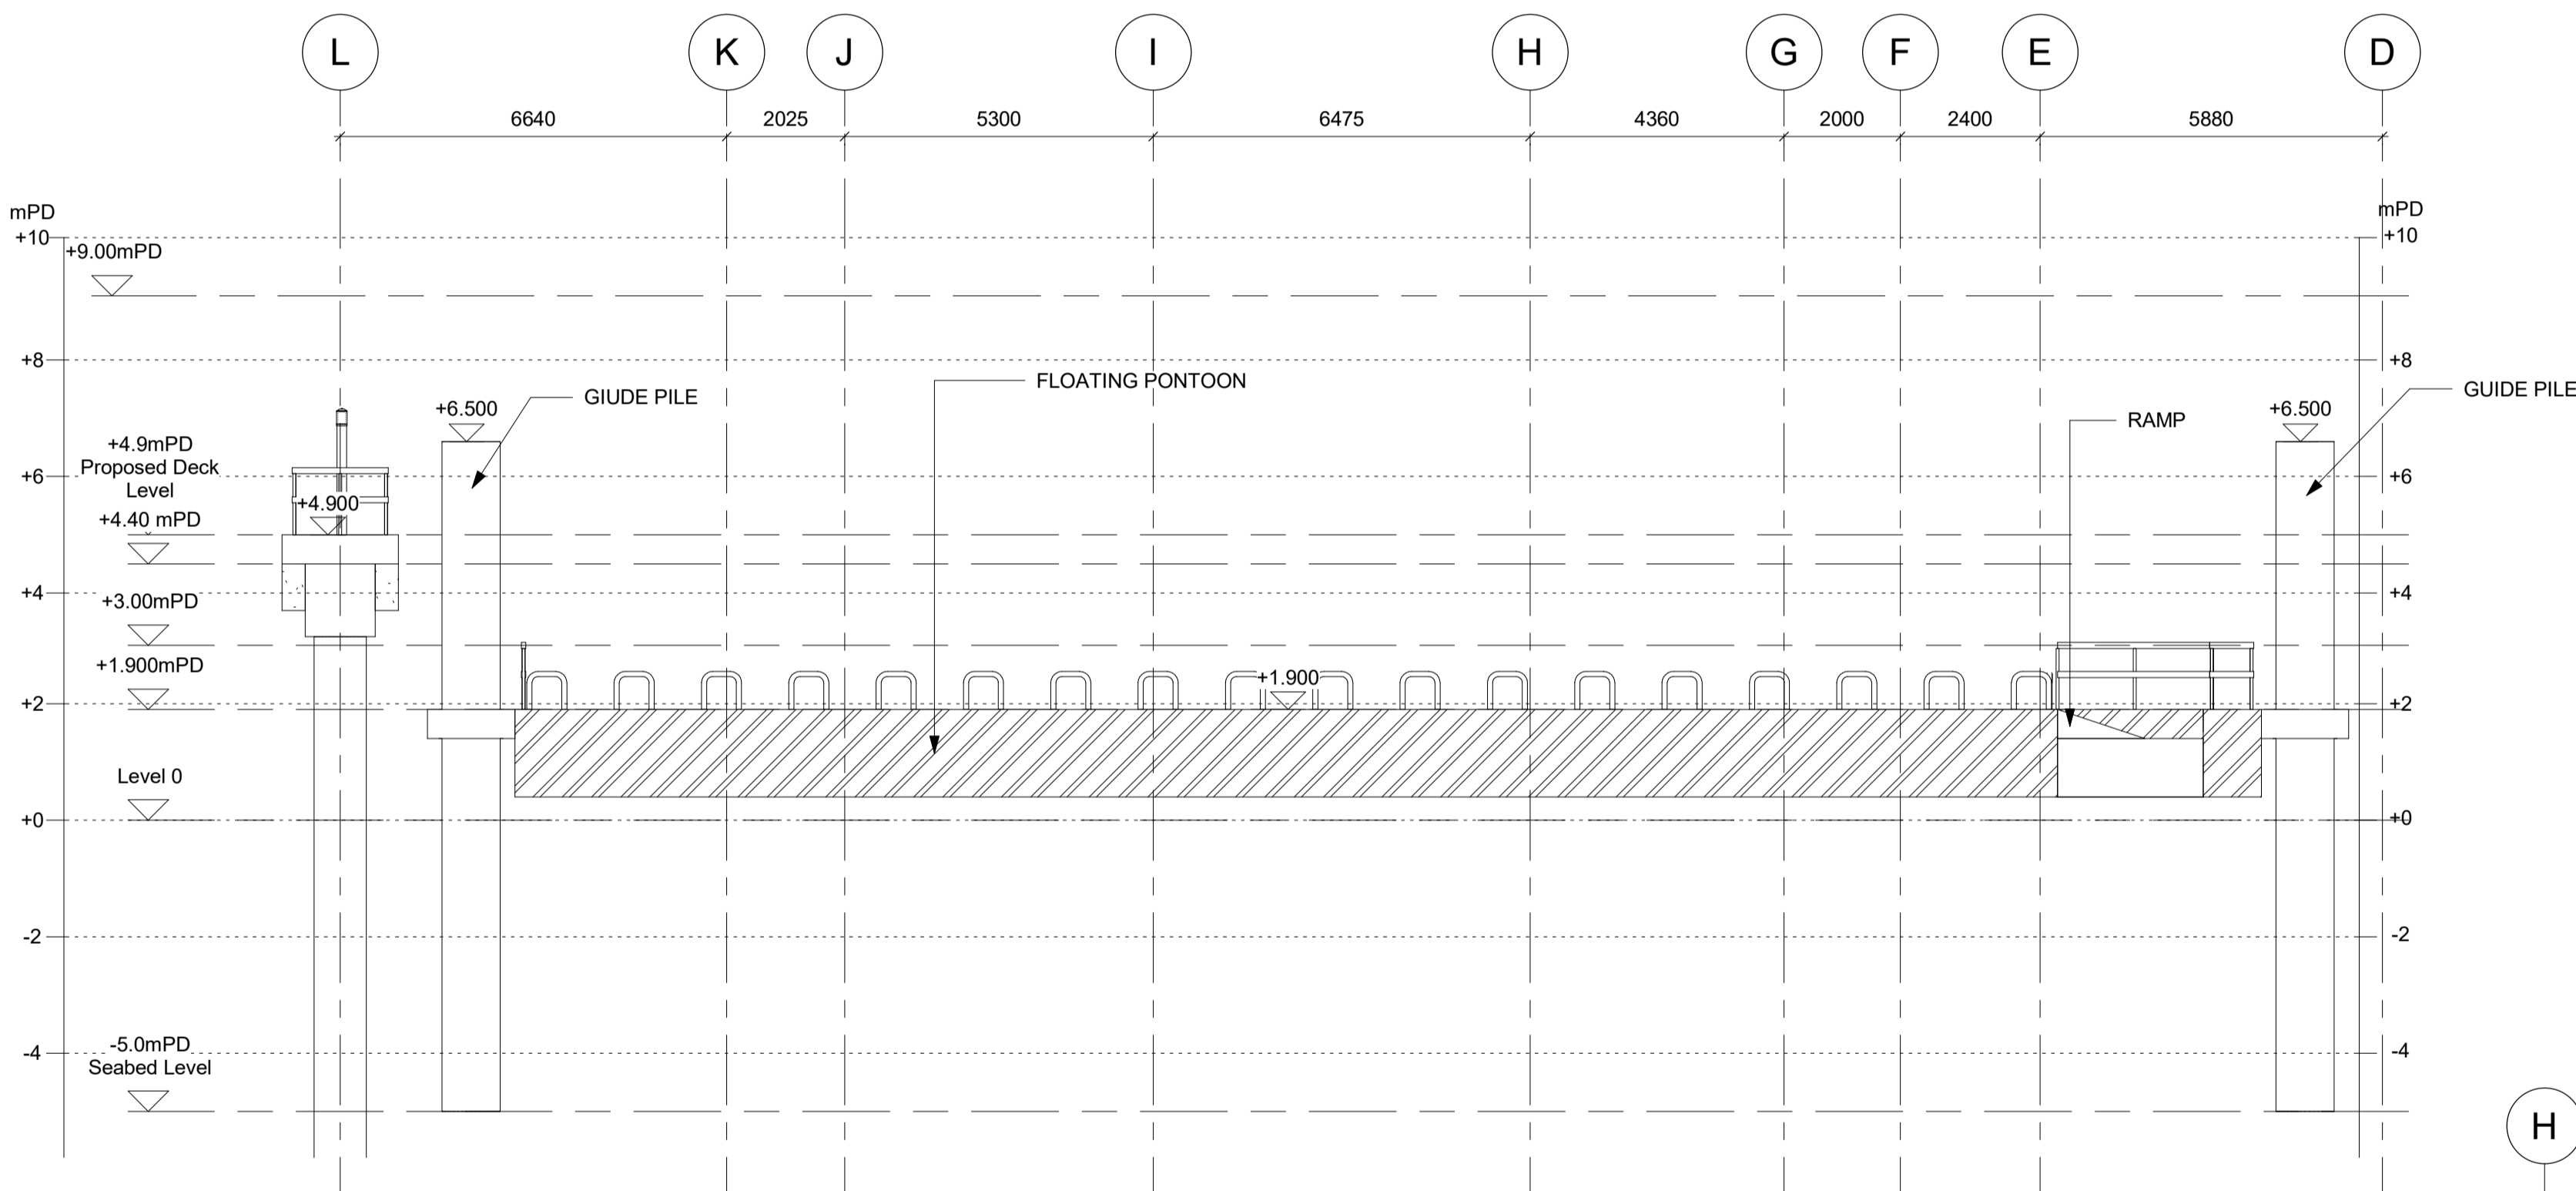 L K J I H G F E D
6640 2025 5300 6475 4360 2000 2400 5880
mPD mPD
+10 +10
+9.00mPD
+8 +8
FLOATING PONTOON
GIUDE PILE GUIDE PILE
+6.500 +6.500
RAMP
+4.9mPD
Proposed Deck
Level
+6 +6
+4.900
+4.40 mPD
+4 +4
+3.00mPD
+1.900mPD
+1.900
+2 +2
Level 0
+0 +0
-2 -2
-5.0mPD
Seabed Level
-4 -4
H